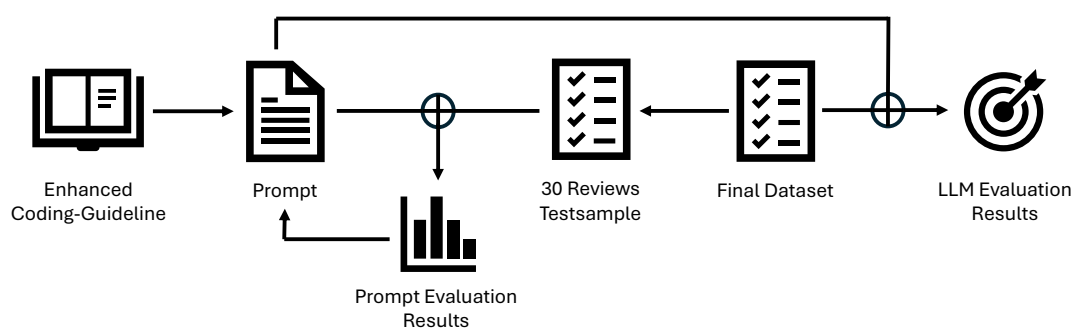 Enhanced
Coding-Guideline
Prompt
30 Reviews
Testsample
Final Dataset
LLM Evaluation
Results
Prompt Evaluation
Results